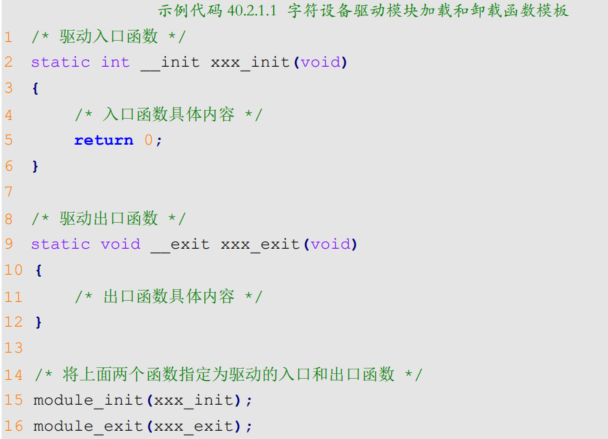 示例代码 40.2.1.1 字符设备驱动模块加载和卸载函数模板
1 /* 驱动入口函数 */
2 static int __init xxx_init(void)
3 {
4     /* 入口函数具体内容 */
5     return 0;
6 }
7
8 /* 驱动出口函数 */
9 static void __exit xxx_exit(void)
10 {
11     /* 出口函数具体内容 */
12 }
13
14 /* 将上面两个函数指定为驱动的入口和出口函数 */
15 module_init(xxx_init);
16 module_exit(xxx_exit);